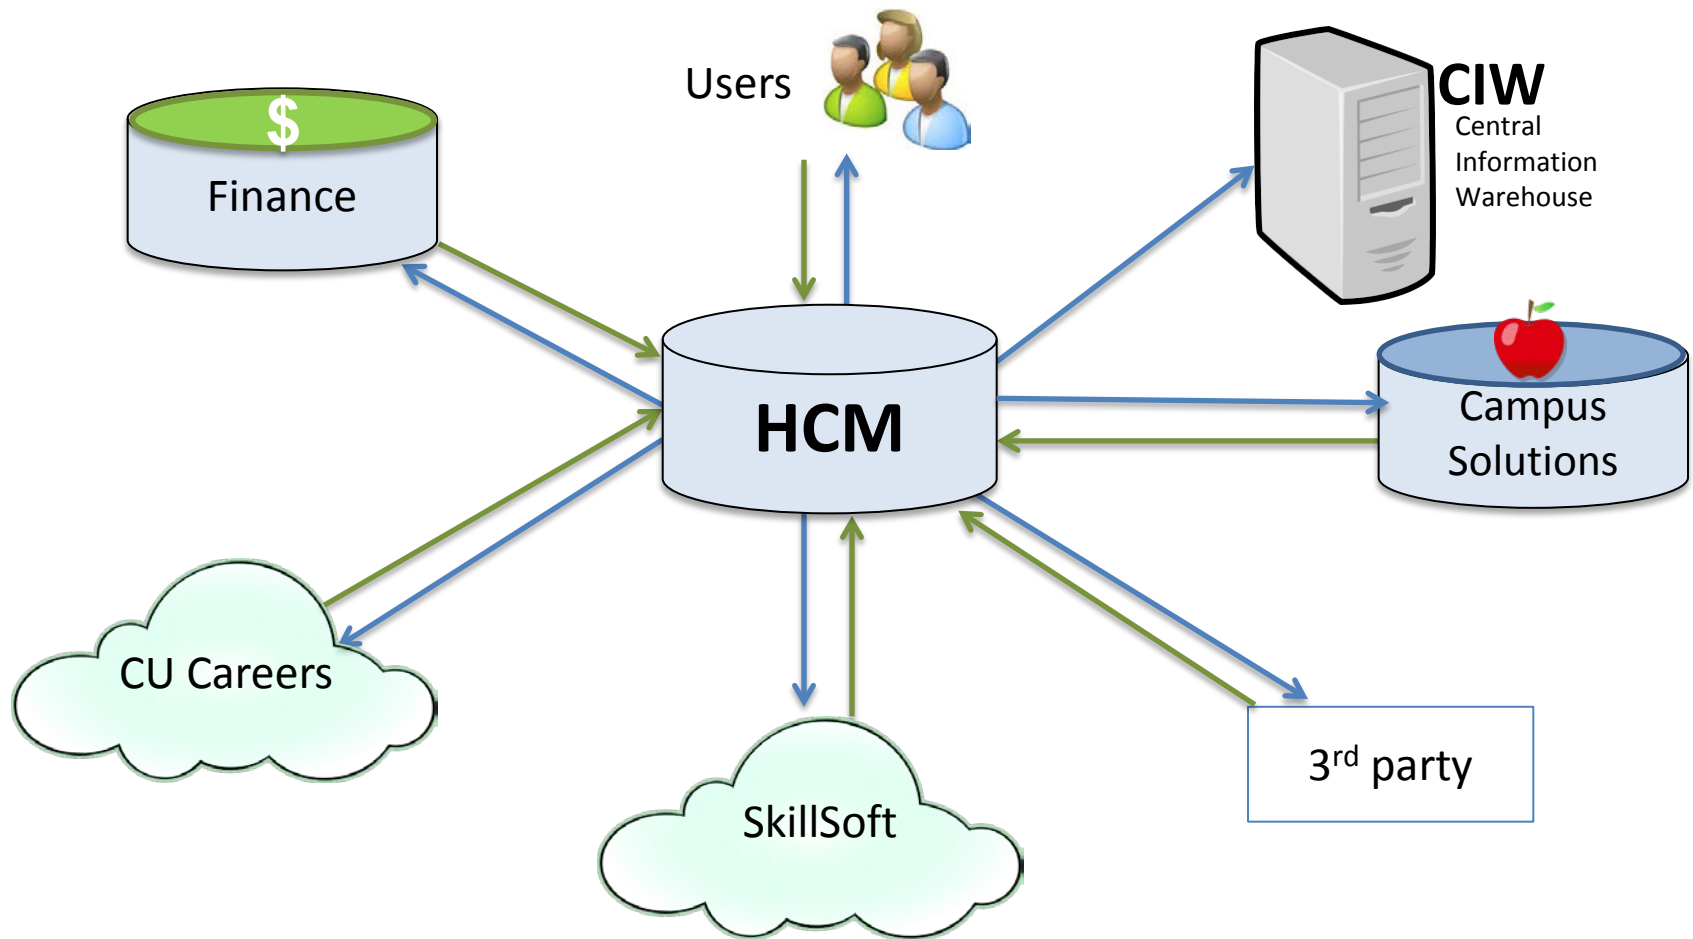 Users
CIW
Central
Information
Warehouse
$
Finance
HCM
Campus
Solutions
CU Careers
SkillSoft
3rd party